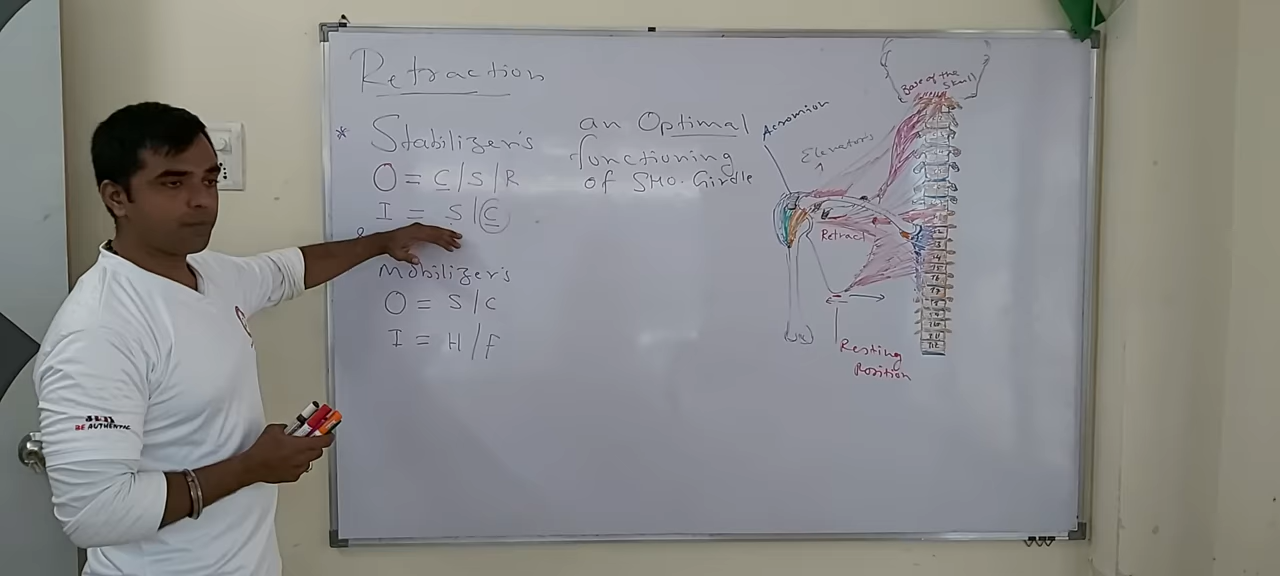 Retraction
* Stabilizer's
O = C/S/R
I = S/C
&
Mobilizer's
O = S/C
I = H/F
an Optimal
functioning
of SHO. Girdle
Acromion
Elevators
Base of the
Skull
Retract
Resting
Position
BE AUTHENTIC